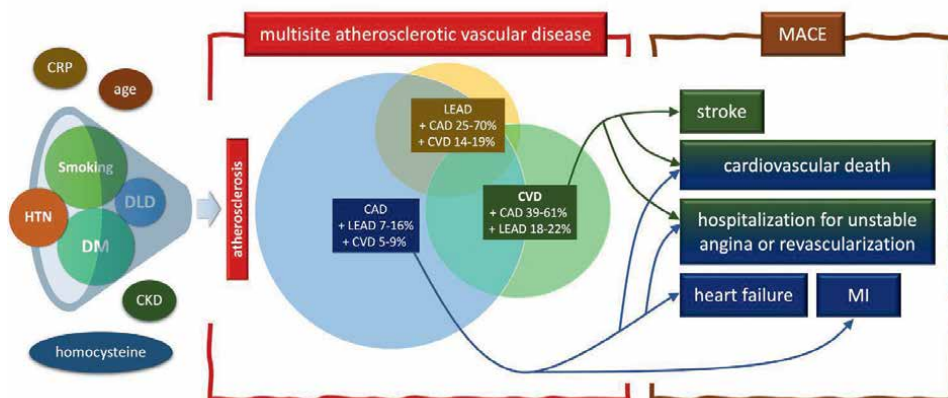 multisite atherosclerotic vascular disease
MACE
CRP
age
Smoking
HTN
DLD
DM
CKD
homocysteine
atherosclerosis
LEAD
+ CAD 25-70%
+ CVD 14-19%
CAD
+ LEAD 7-16%
+ CVD 5-9%
CVD
+ CAD 39-61%
+ LEAD 18-22%
stroke
cardiovascular death
hospitalization for unstable
angina or revascularization
heart failure
MI